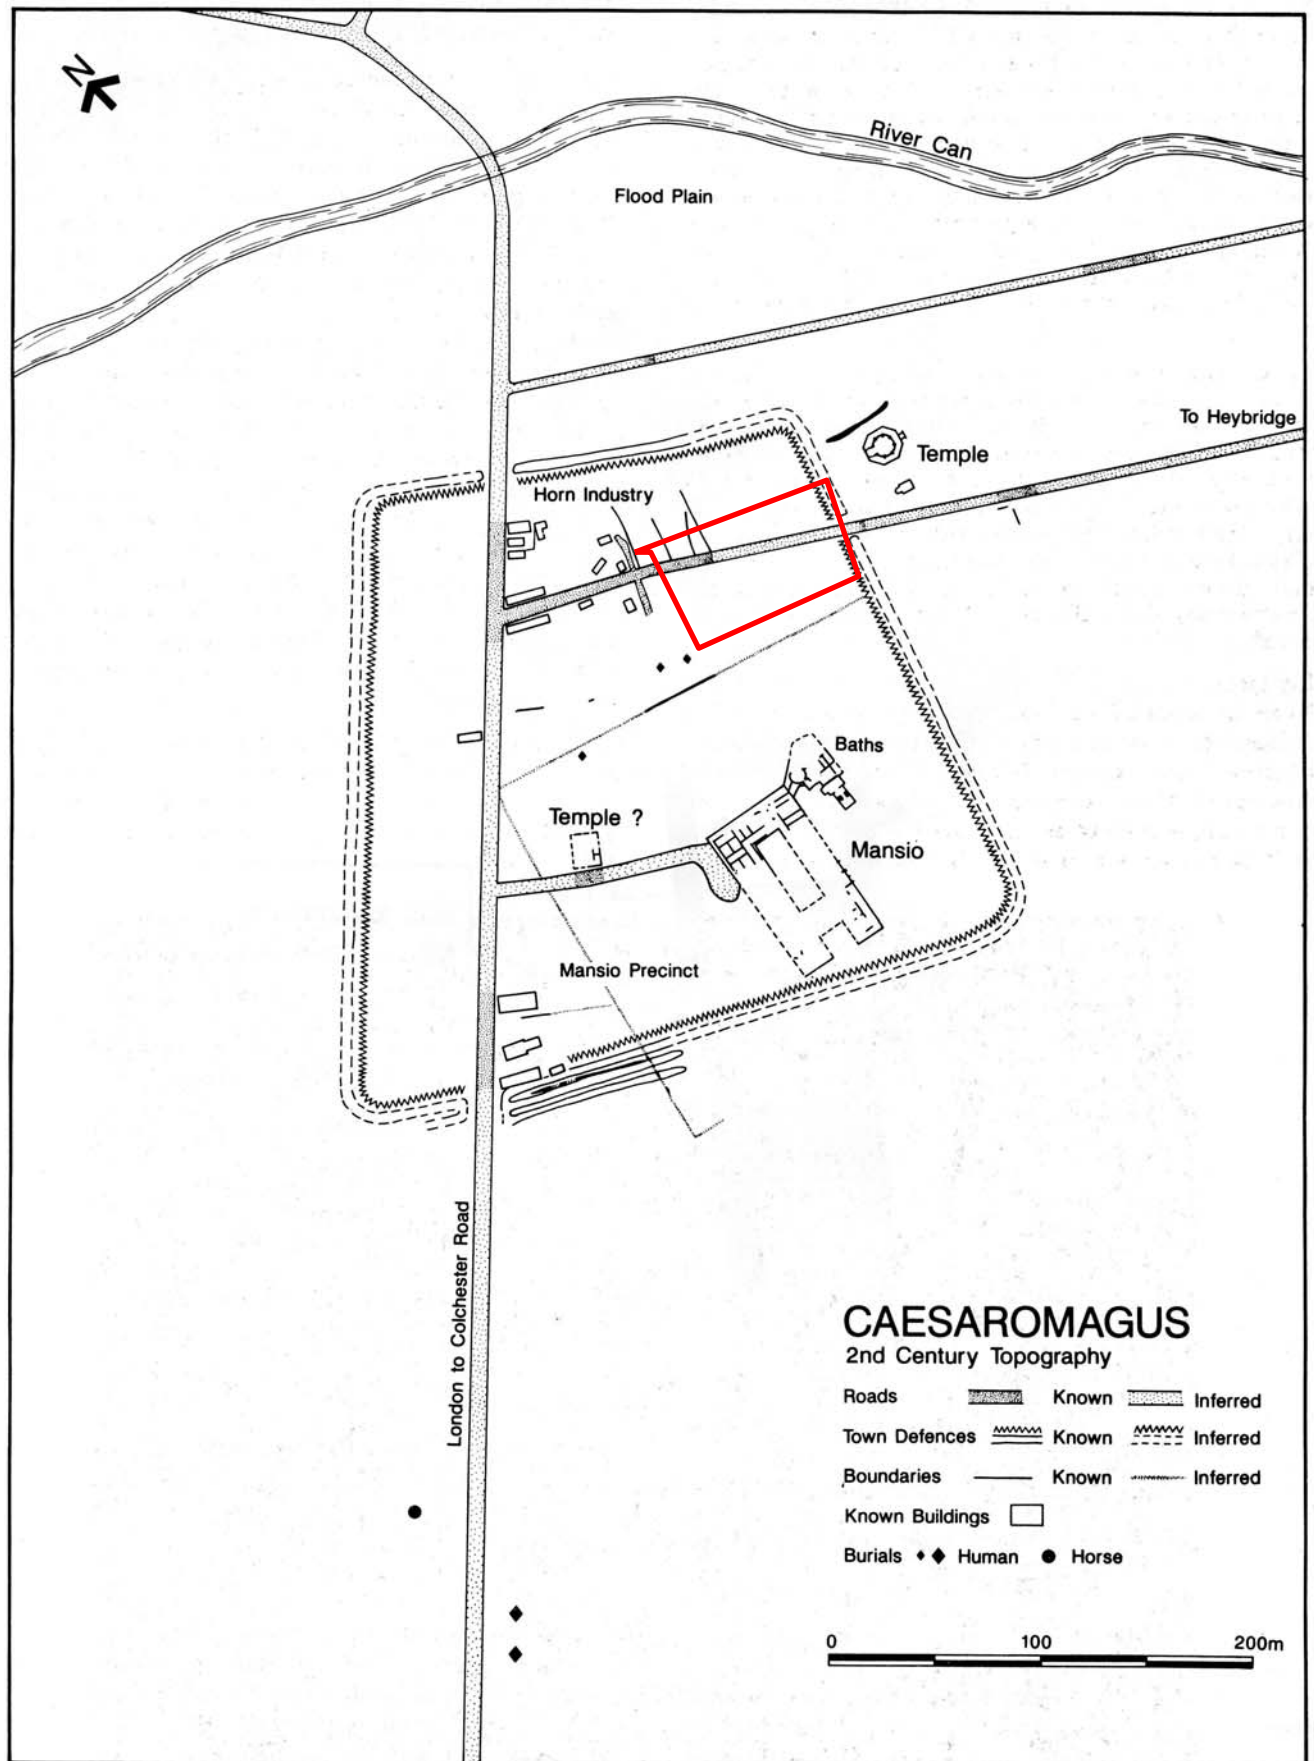 N
River Can
Flood Plain
To Heybridge
Temple
Horn Industry
Baths
Temple ?
Mansio
Mansio Precinct
London to Colchester Road
CAESAROMAGUS
2nd Century Topography
Roads Known Inferred
Town Defences Known Inferred
Boundaries Known Inferred
Known Buildings
Burials Human Horse
0 100 200m